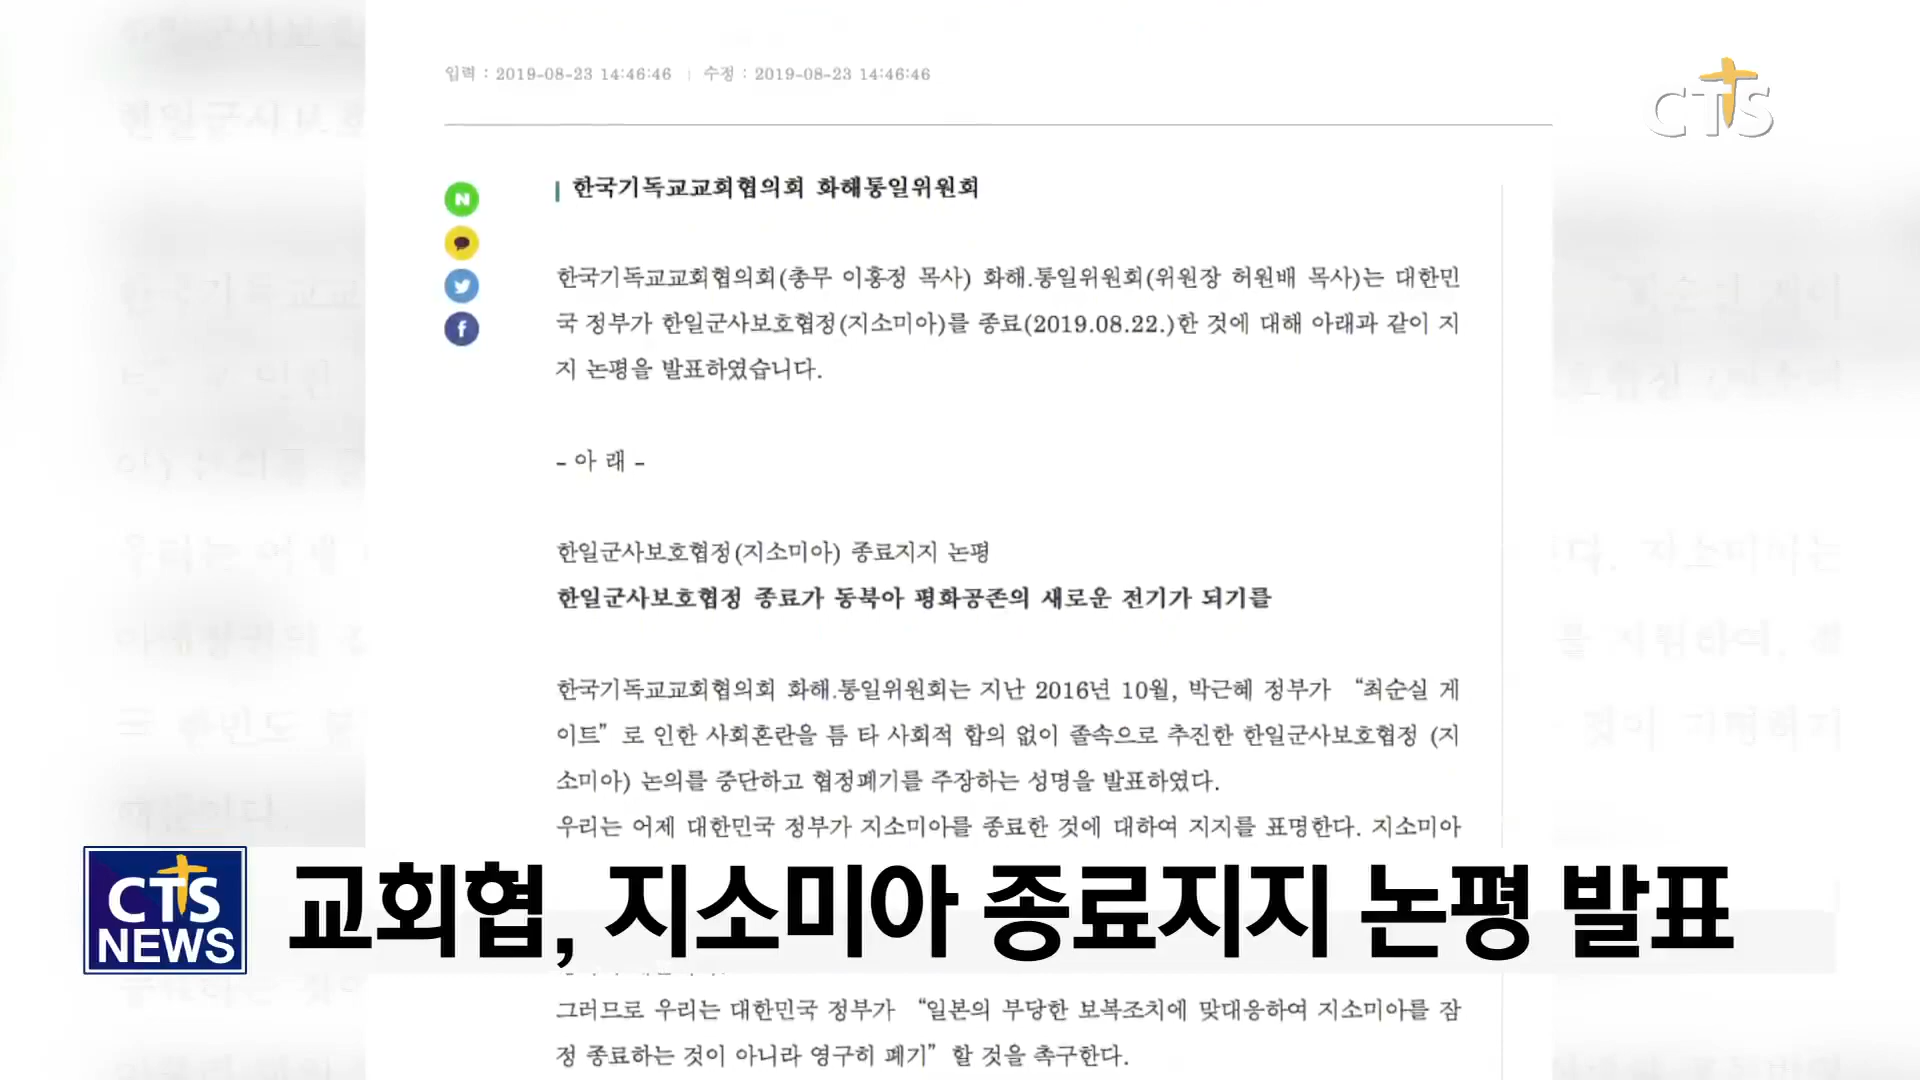 입력 : 2019-08-23 14:46:46 | 수정 : 2019-08-23 14:46:46
CTS
한국기독교교회협의회 화해통일위원회
한국기독교교회협의회(총무 이홍정 목사) 화해.통일위원회(위원장 허원배 목사)는 대한민
국 정부가 한일군사보호협정(지소미아)를 종료(2019.08.22.)한 것에 대해 아래과 같이 지
지 논평을 발표하였습니다.
- 아 래 -
한일군사보호협정(지소미아) 종료지지 논평
한일군사보호협정 종료가 동북아 평화공존의 새로운 전기가 되기를
한국기독교교회협의회 화해.통일위원회는 지난 2016년 10월, 박근혜 정부가 “최순실 게
이트” 로 인한 사회혼란을 틈 타 사회적 합의 없이 졸속으로 추진한 한일군사보호협정 (지
소미아) 논의를 중단하고 협정폐기를 주장하는 성명을 발표하였다.
우리는 어제 대한민국 정부가 지소미아를 종료한 것에 대하여 지지를 표명한다. 지소미아
CTS
NEWS
교회협, 지소미아 종료지지 논평 발표
그러므로 우리는 대한민국 정부가 “일본의 부당한 보복조치에 맞대응하여 지소미아를 잠
정 종료하는 것이 아니라 영구히 폐기” 할 것을 촉구한다.